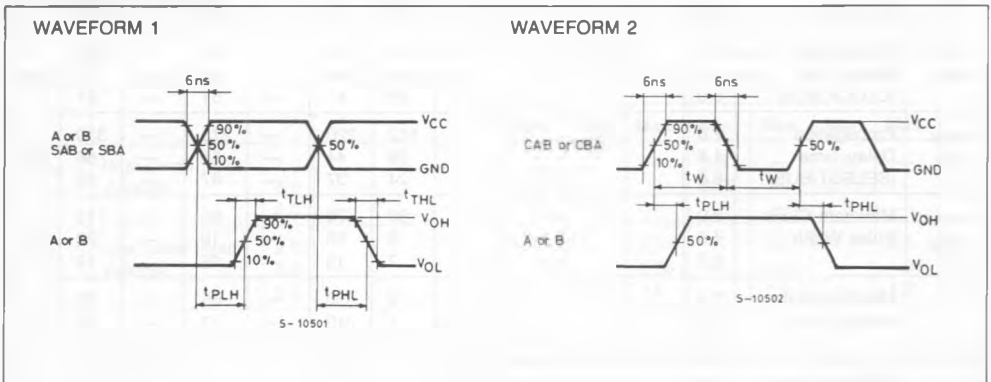 WAVEFORM 1
6ns
VCC
90%
A or B
50%
SAB or SBA
10%
GND
tTLH
tTHL
VOH
90%
A or B
50%
10%
VOL
tPLH
tPHL
S-10501
WAVEFORM 2
6ns
6ns
VCC
90%
CAB or CBA
50%
50%
10%
GND
tW
tW
tPLH
tPHL
VOH
A or B
50%
VOL
S-10502